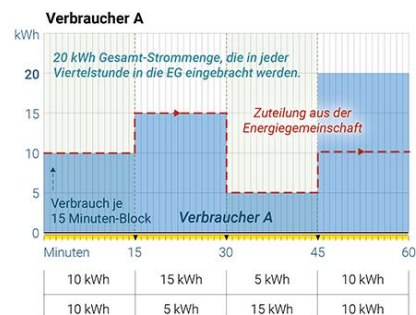 Verbraucher A
kWh
20 kWh Gesamt-Strommenge, die in jeder
Viertelstunde in die EG eingebracht werden.
20
15
Zuteilung aus der
Energiegemeinschaft
10
5
Verbrauch je
15 Minuten-Block
Verbraucher A
0
Minuten 15 30 45 60
10 kWh 15 kWh 5 kWh 10 kWh
10 kWh 5 kWh 15 kWh 10 kWh